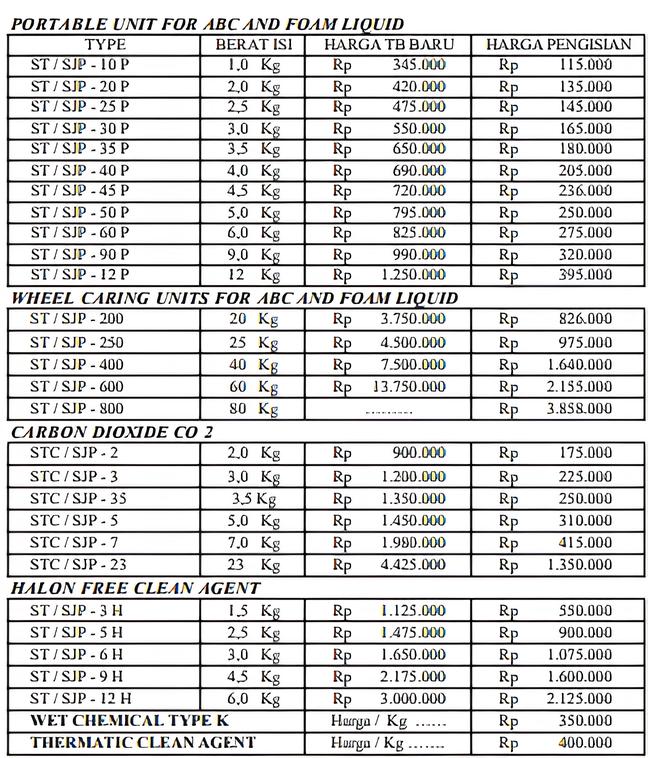 PORTABLE UNIT FOR ABC AND FOAM LIQUID
TYPE BERAT ISI HARGA TB BARU HARGA PENGISIAN
ST / SJP - 10 P 1,0 Kg Rp 345.000 Rp 115.000
ST / SJP - 20 P 2,0 Kg Rp 420.000 Rp 135.000
ST / SJP - 25 P 2,5 Kg Rp 475.000 Rp 145.000
ST / SJP - 30 P 3,0 Kg Rp 550.000 Rp 165.000
ST / SJP - 35 P 3,5 Kg Rp 650.000 Rp 180.000
ST / SJP - 40 P 4,0 Kg Rp 690.000 Rp 205.000
ST / SJP - 45 P 4,5 Kg Rp 720.000 Rp 236.000
ST / SJP - 50 P 5,0 Kg Rp 795.000 Rp 250.000
ST / SJP - 60 P 6,0 Kg Rp 825.000 Rp 275.000
ST / SJP - 90 P 9,0 Kg Rp 990.000 Rp 320.000
ST / SJP - 12 P 12 Kg Rp 1.250.000 Rp 395.000
WHEEL CARING UNITS FOR ABC AND FOAM LIQUID
ST / SJP - 200 20 Kg Rp 3.750.000 Rp 826.000
ST / SJP - 250 25 Kg Rp 4.500.000 Rp 975.000
ST / SJP - 400 40 Kg Rp 7.500.000 Rp 1.640.000
ST / SJP - 600 60 Kg Rp 13.750.000 Rp 2.155.000
ST / SJP - 800 80 Kg .......... Rp 3.858.000
CARBON DIOXIDE CO 2
STC / SJP - 2 2,0 Kg Rp 900.000 Rp 175.000
STC / SJP - 3 3,0 Kg Rp 1.200.000 Rp 225.000
STC / SJP - 35 3,5 Kg Rp 1.350.000 Rp 250.000
STC / SJP - 5 5,0 Kg Rp 1.450.000 Rp 310.000
STC / SJP - 7 7,0 Kg Rp 1.980.000 Rp 415.000
STC / SJP - 23 23 Kg Rp 4.425.000 Rp 1.350.000
HALON FREE CLEAN AGENT
ST / SJP - 3 H 1,5 Kg Rp 1.125.000 Rp 550.000
ST / SJP - 5 H 2,5 Kg Rp 1.475.000 Rp 900.000
ST / SJP - 6 H 3,0 Kg Rp 1.650.000 Rp 1.075.000
ST / SJP - 9 H 4,5 Kg Rp 2.175.000 Rp 1.600.000
ST / SJP - 12 H 6,0 Kg Rp 3.000.000 Rp 2.125.000
WET CHEMICAL TYPE K Harga / Kg ...... Rp 350.000
THERMATIC CLEAN AGENT Harga / Kg ....... Rp 400.000